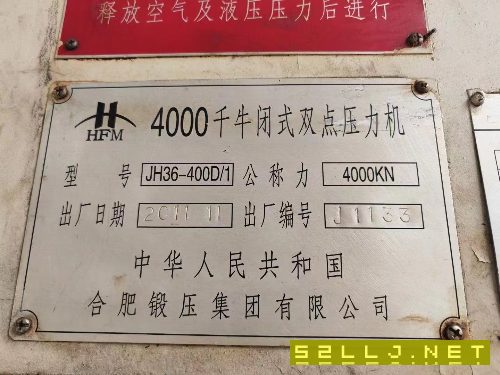 释放空气及液压压力后进行
HFM
4000千牛闭式双点压力机
型 号 JH36-400D/1 公称力 4000KN
出厂日期 2011 11 出厂编号 J1133
中华人民共和国
合肥锻压集团有限公司
52LLJ.NET